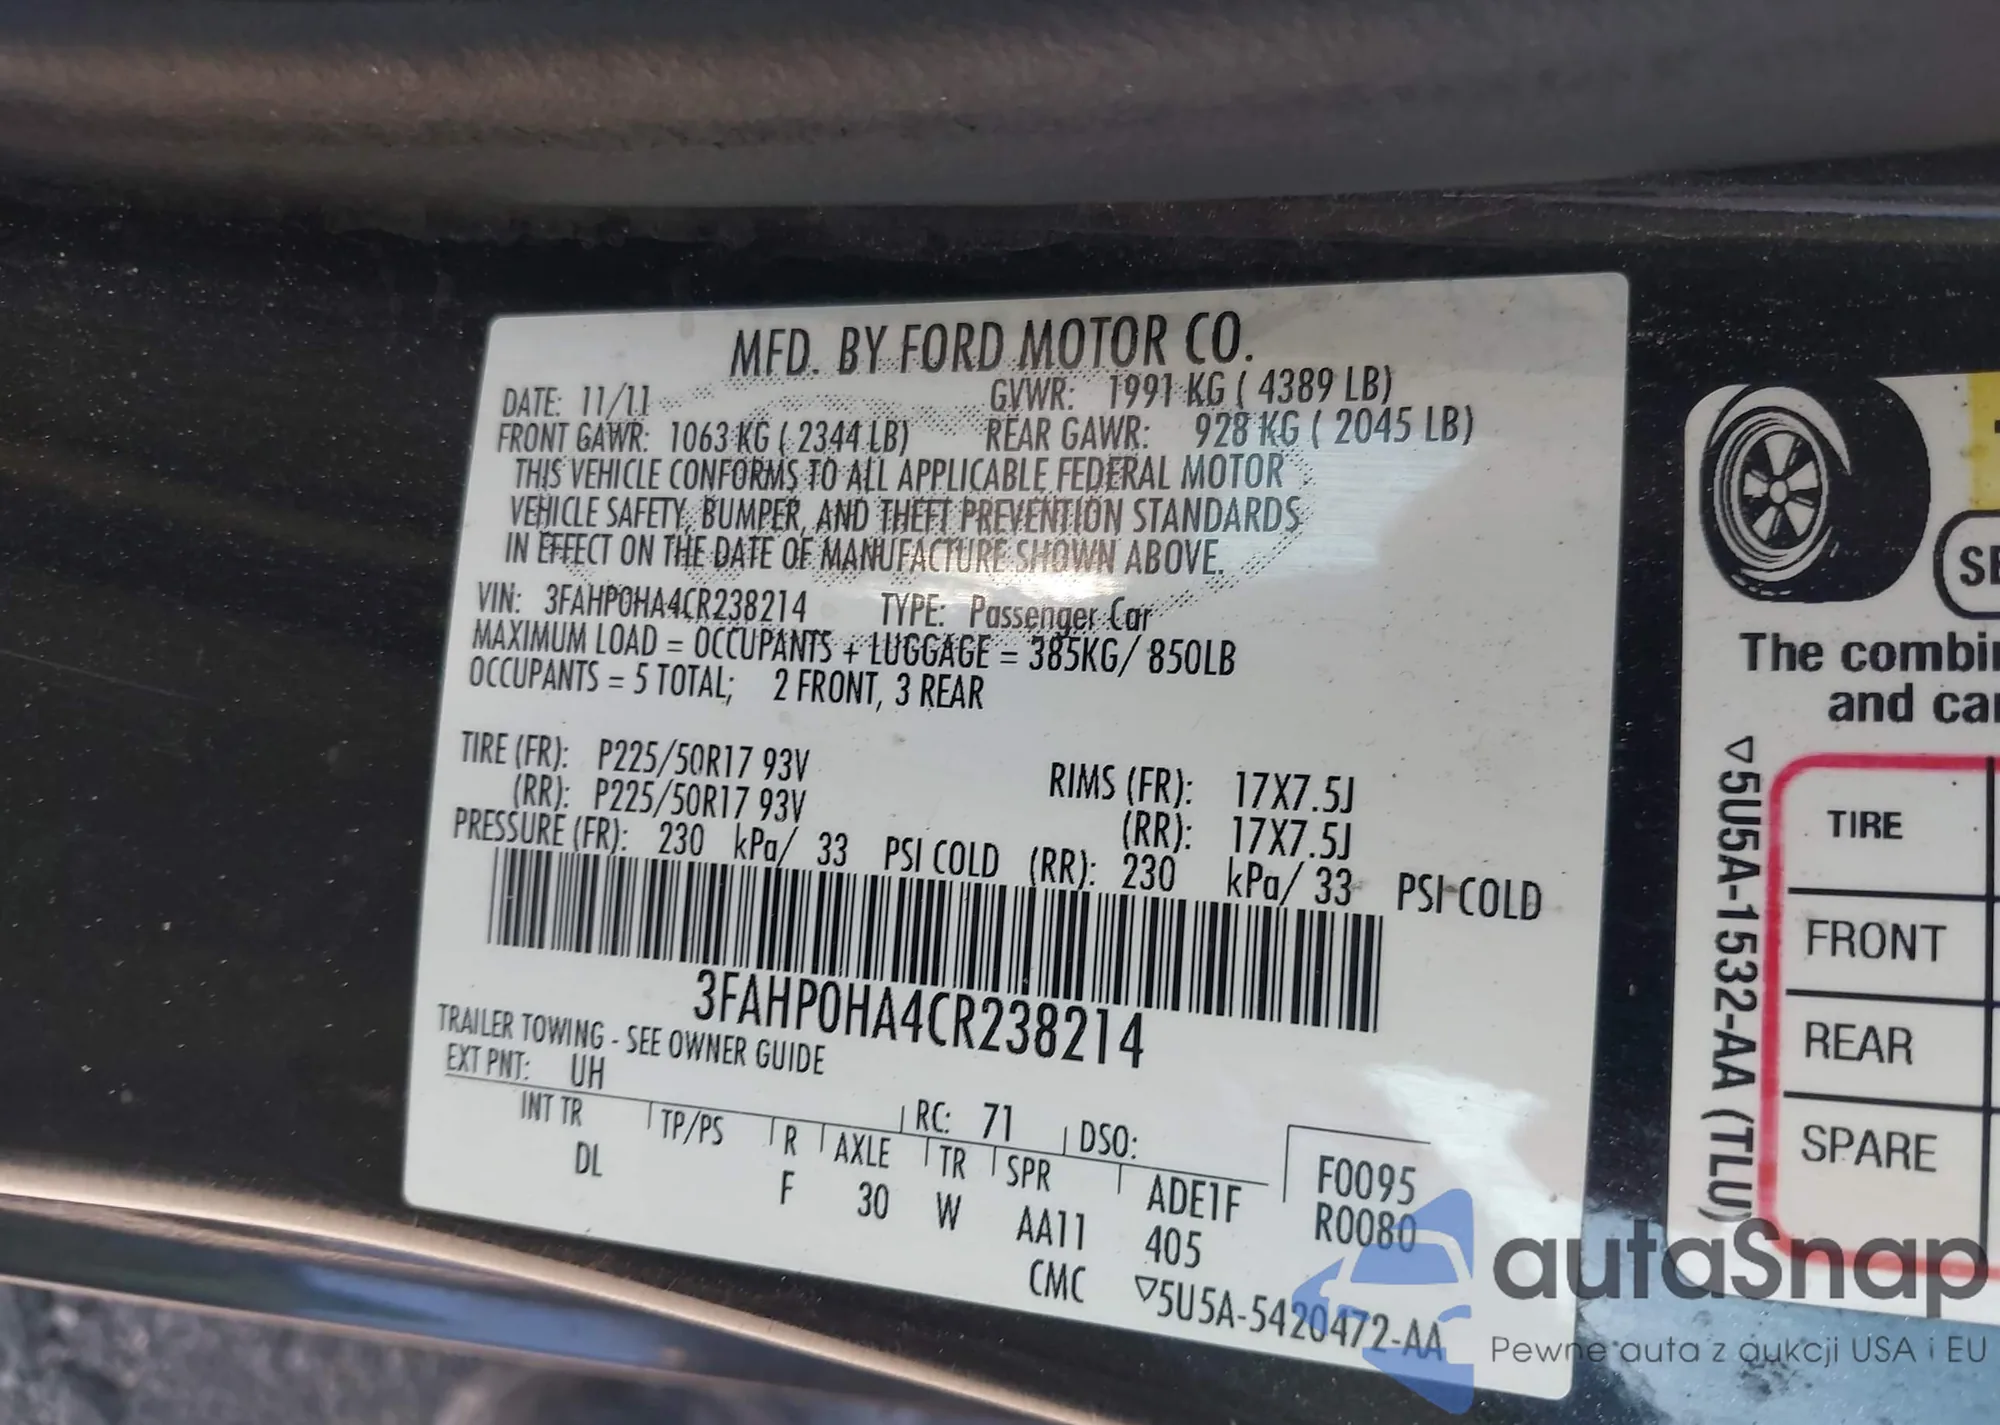 MFD. BY FORD MOTOR CO.
DATE: 11/11 GVWR: 1991 KG ( 4389 LB)
FRONT GAWR: 1063 KG ( 2344 LB) REAR GAWR: 928 KG ( 2045 LB)
THIS VEHICLE CONFORMS TO ALL APPLICABLE FEDERAL MOTOR
VEHICLE SAFETY, BUMPER, AND THEFT PREVENTION STANDARDS
IN EFFECT ON THE DATE OF MANUFACTURE SHOWN ABOVE.
VIN: 3FAHP0HA4CR238214 TYPE: Passenger Car
MAXIMUM LOAD = OCCUPANTS + LUGGAGE = 385KG/ 850LB
OCCUPANTS = 5 TOTAL; 2 FRONT, 3 REAR
TIRE (FR): P225/50R17 93V RIMS (FR): 17X7.5J
(RR): P225/50R17 93V (RR): 17X7.5J
PRESSURE (FR): 230 kPa/ 33 PSI COLD (RR): 230 kPa/ 33 PSI COLD
3FAHP0HA4CR238214
TRAILER TOWING - SEE OWNER GUIDE
EXT PNT: UH RC: 71 DSO:
INT TR TP/PS R AXLE TR SPR ADE1F F0095
DL F 30 W AA11 405 R0080
CMC ▽5U5A-5420472-AA
The combi
and ca
▽5U5A-1532-AA (TLU)
TIRE
FRONT
REAR
SPARE
autaSnap
Pewne auta z aukcji USA i EU